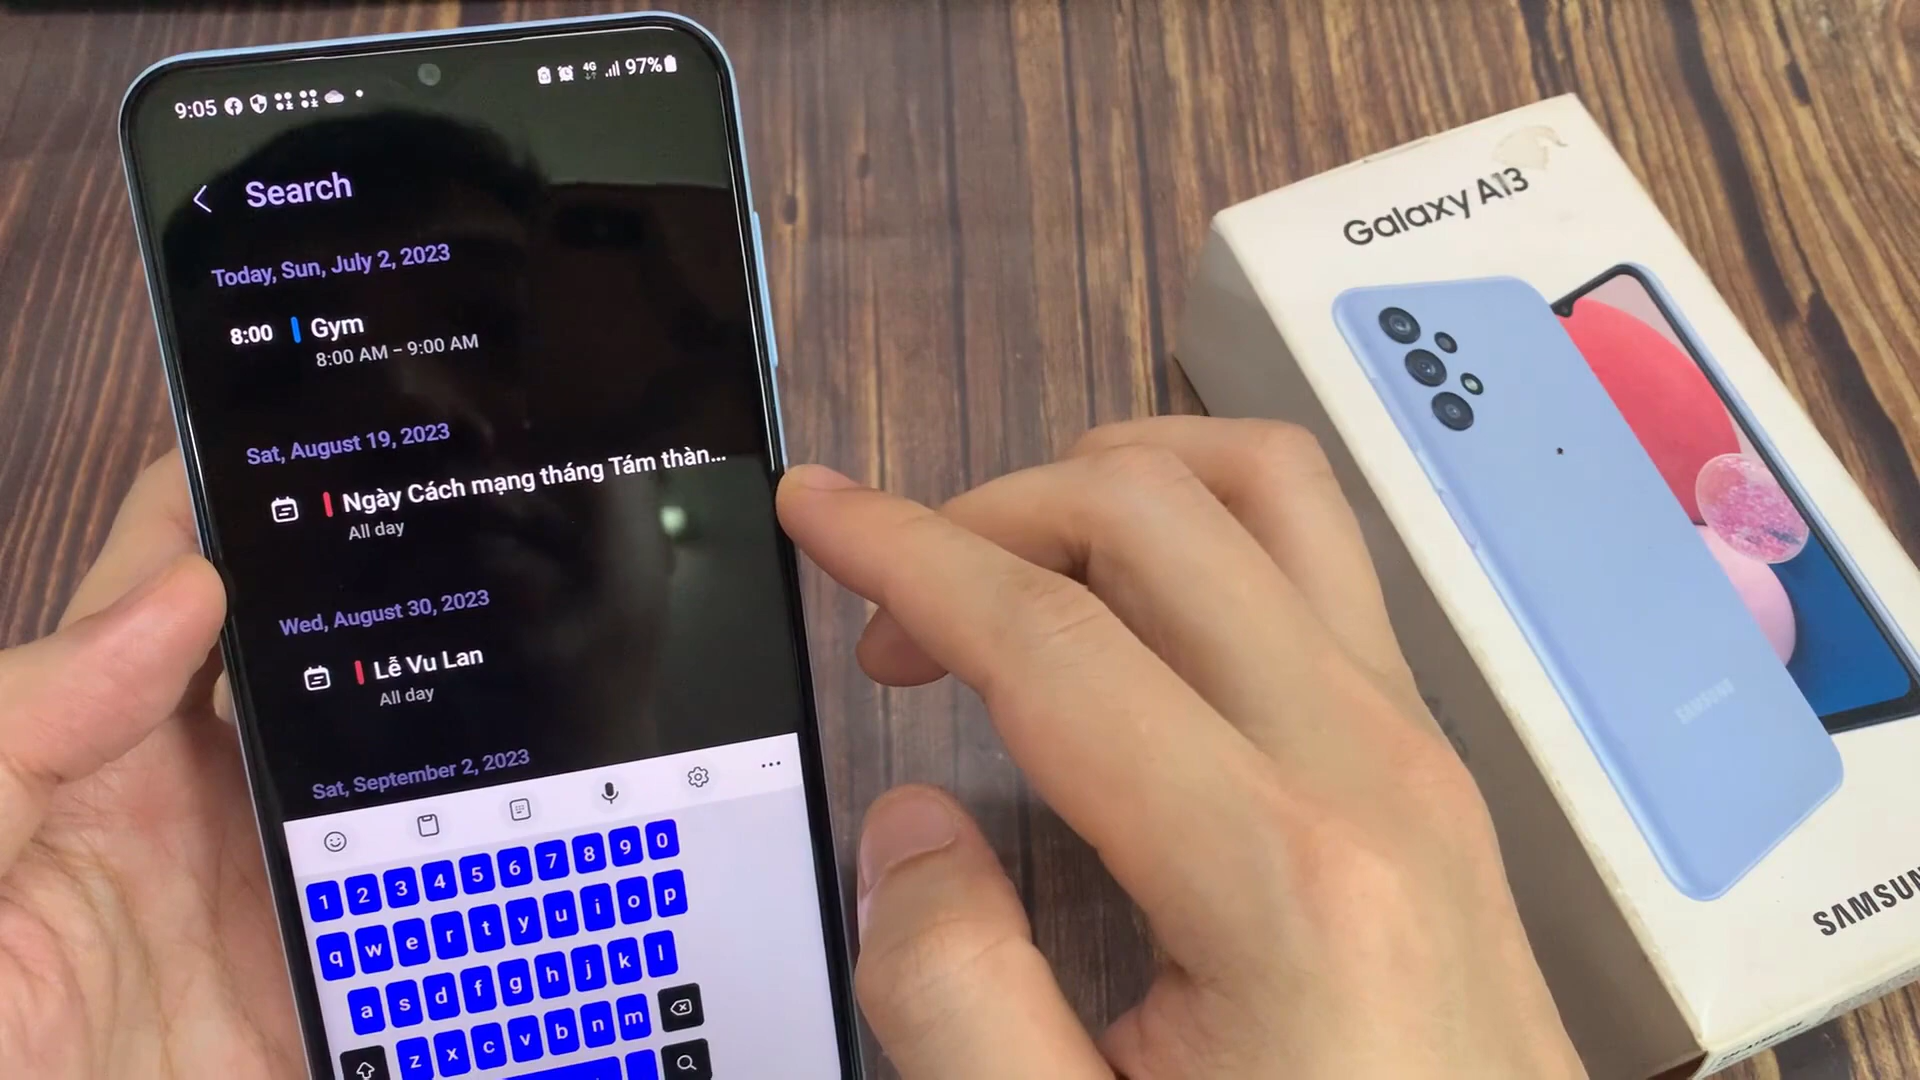 9:05
4G
97%
Search
Today, Sun, July 2, 2023
8:00
Gym
8:00 AM – 9:00 AM
Sat, August 19, 2023
Ngày Cách mạng tháng Tám thàn...
All day
Wed, August 30, 2023
Lễ Vu Lan
All day
Sat, September 2, 2023
1 2 3 4 5 6 7 8 9 0
q w e r t y u i o p
a s d f g h j k l
z x c v b n m
Galaxy A13
SAMSUNG
SAMSUN